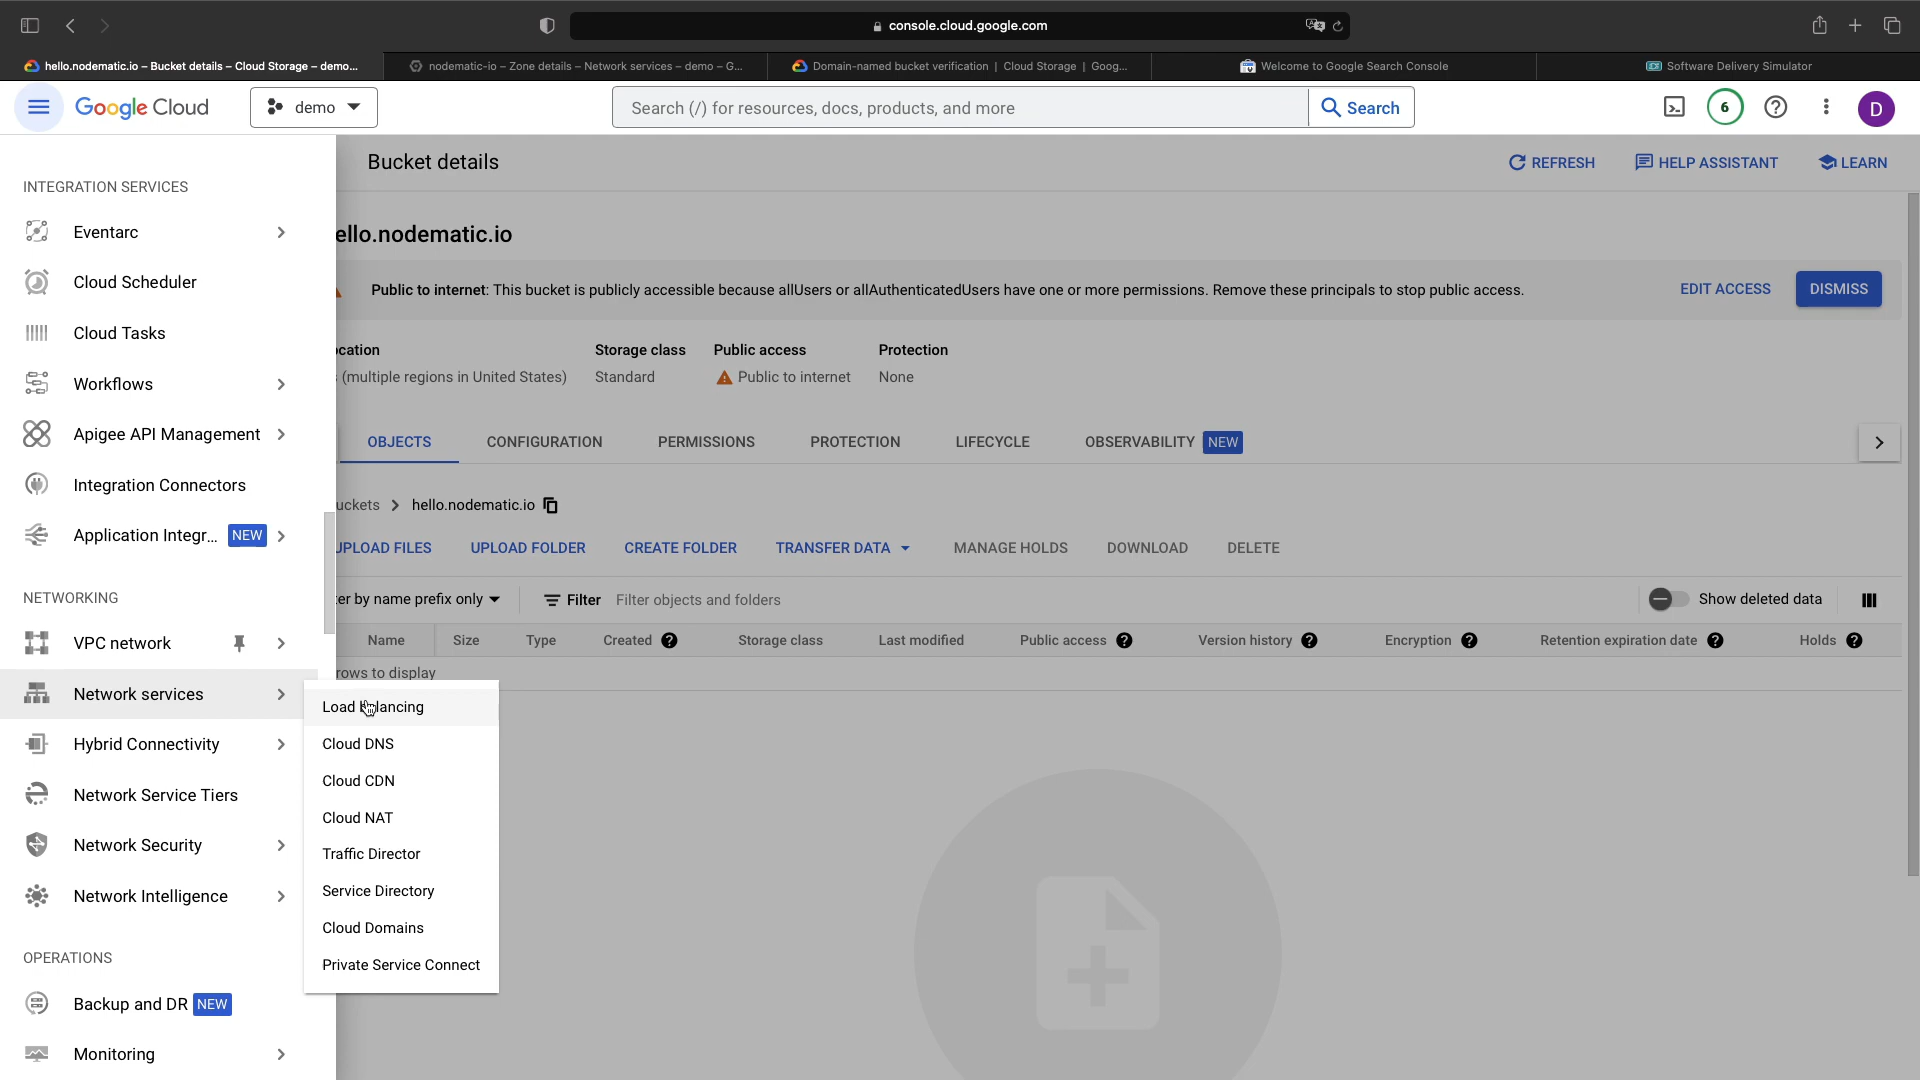 console.cloud.google.com
hello.nodematic.io – Bucket details – Cloud Storage – demo...
nodematic-io – Zone details – Network services – demo – G...
Domain-named bucket verification | Cloud Storage | Goog...
Welcome to Google Search Console
Software Delivery Simulator
Google Cloud
demo
Search (/) for resources, docs, products, and more
Search
6
D
Bucket details
REFRESH
HELP ASSISTANT
LEARN
INTEGRATION SERVICES
Eventarc
Cloud Scheduler
Cloud Tasks
Workflows
Apigee API Management
Integration Connectors
Application Integr... NEW
NETWORKING
VPC network
Network services
Hybrid Connectivity
Network Service Tiers
Network Security
Network Intelligence
OPERATIONS
Backup and DR NEW
Monitoring
Load balancing
Cloud DNS
Cloud CDN
Cloud NAT
Traffic Director
Service Directory
Cloud Domains
Private Service Connect
ello.nodematic.io
Public to internet: This bucket is publicly accessible because allUsers or allAuthenticatedUsers have one or more permissions. Remove these principals to stop public access.
EDIT ACCESS
DISMISS
ocation Storage class Public access Protection
(multiple regions in United States) Standard Public to internet None
OBJECTS CONFIGURATION PERMISSIONS PROTECTION LIFECYCLE OBSERVABILITY NEW
uckets > hello.nodematic.io
UPLOAD FILES UPLOAD FOLDER CREATE FOLDER TRANSFER DATA MANAGE HOLDS DOWNLOAD DELETE
er by name prefix only Filter Filter objects and folders Show deleted data
Name Size Type Created Storage class Last modified Public access Version history Encryption Retention expiration date Holds
rows to display